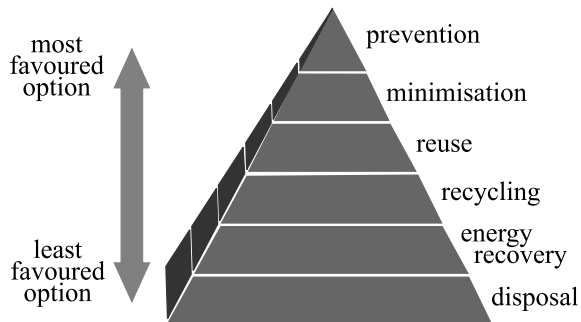 most
favoured
option
prevention
minimisation
reuse
recycling
energy
recovery
disposal
least
favoured
option